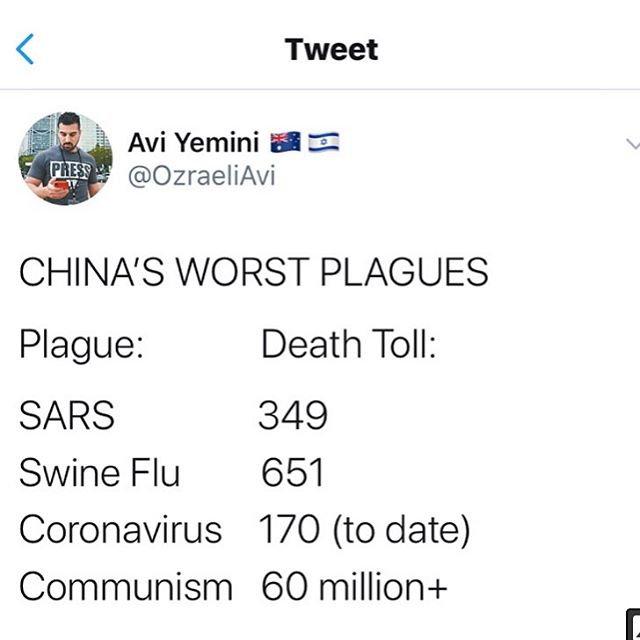 Tweet
Avi Yemini 🇦🇺 🇮🇱
PRESS
@OzraeliAvi
CHINA'S WORST PLAGUES
Plague: Death Toll:
SARS 349
Swine Flu 651
Coronavirus 170 (to date)
Communism 60 million+